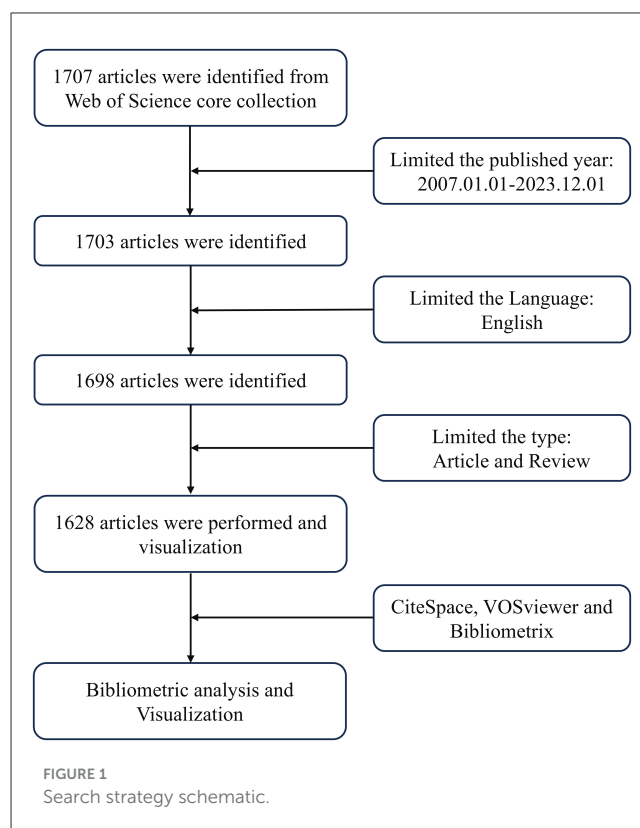 1707 articles were identified from
Web of Science core collection
Limited the published year:
2007.01.01-2023.12.01
1703 articles were identified
Limited the Language:
English
1698 articles were identified
Limited the type:
Article and Review
1628 articles were performed and
visualization
CiteSpace, VOSviewer and
Bibliometrix
Bibliometric analysis and
Visualization
FIGURE 1
Search strategy schematic.